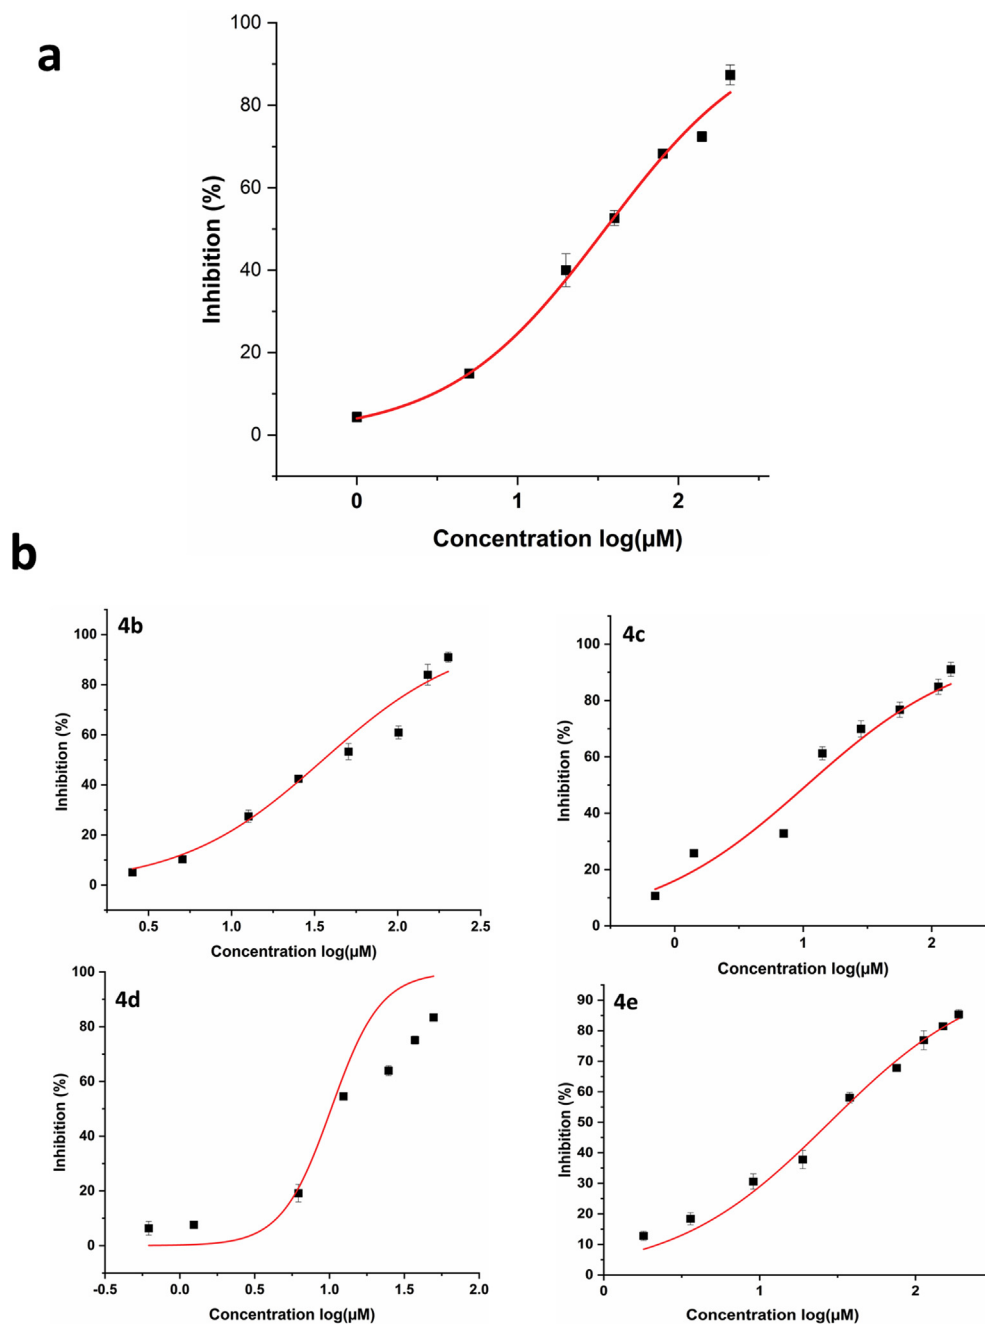 a
100
80
60
40
20
0
Inhibition (%)
0 1 2
Concentration log(μM)
b
4b
100
80
60
40
20
0
Inhibition (%)
0.5 1.0 1.5 2.0 2.5
Concentration log(μM)
4c
100
80
60
40
20
0
Inhibition (%)
0 1 2
Concentration log(μM)
4d
100
80
60
40
20
0
Inhibition (%)
-0.5 0.0 0.5 1.0 1.5 2.0
Concentration log(μM)
4e
90
80
70
60
50
40
30
20
10
0
Inhibition (%)
0 1 2
Concentration log(μM)